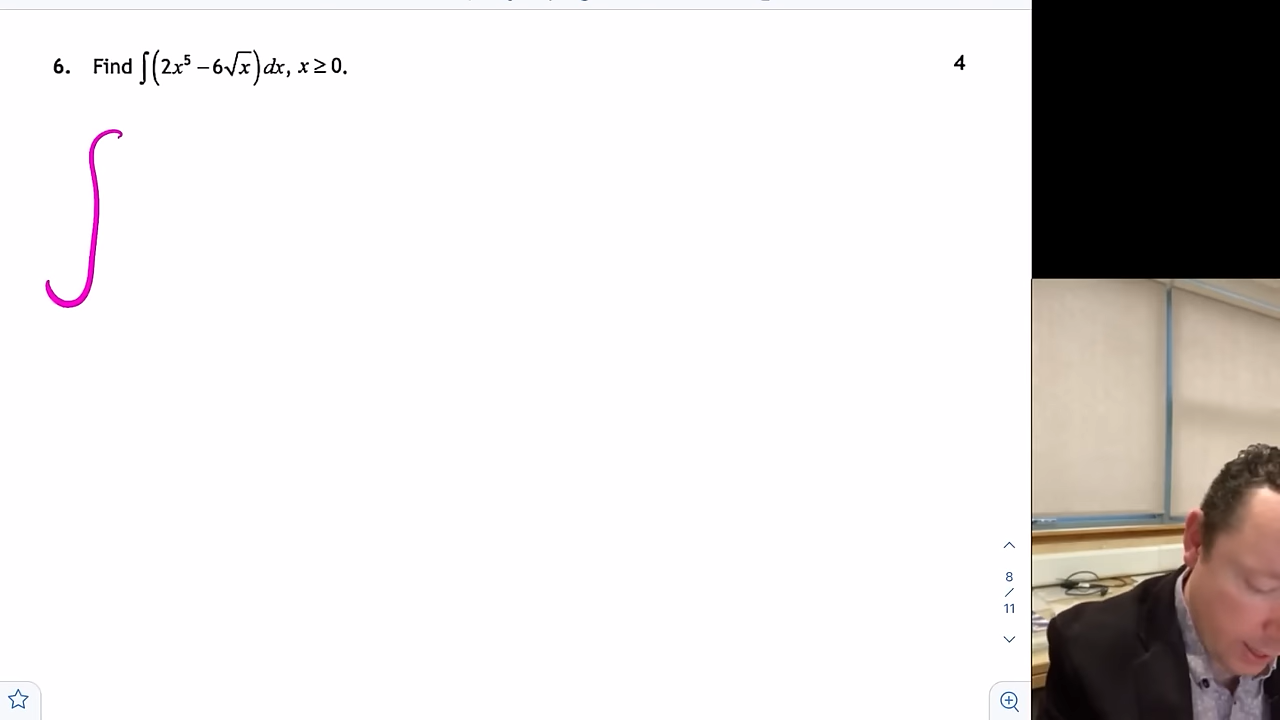 6. Find ∫(2x⁵ – 6√x)dx, x ≥ 0. 4
∫
8
/
11